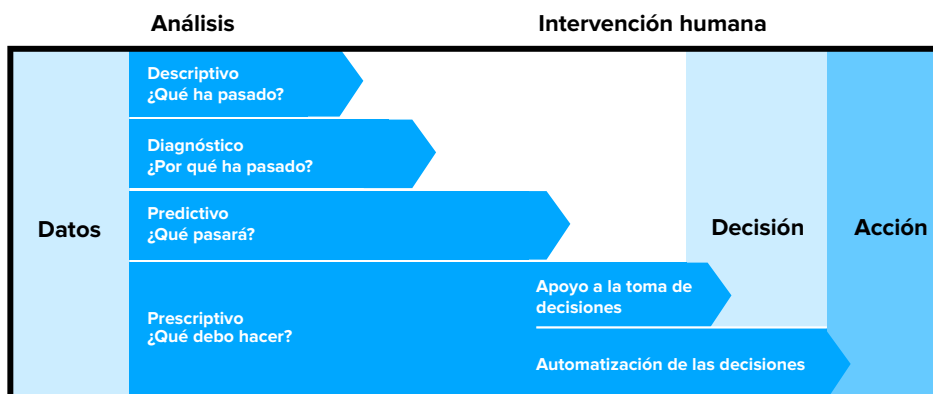 Análisis
Intervención humana
Descriptivo
¿Qué ha pasado?
Diagnóstico
¿Por qué ha pasado?
Predictivo
¿Qué pasará?
Datos
Decisión
Acción
Apoyo a la toma de
decisiones
Prescriptivo
¿Qué debo hacer?
Automatización de las decisiones